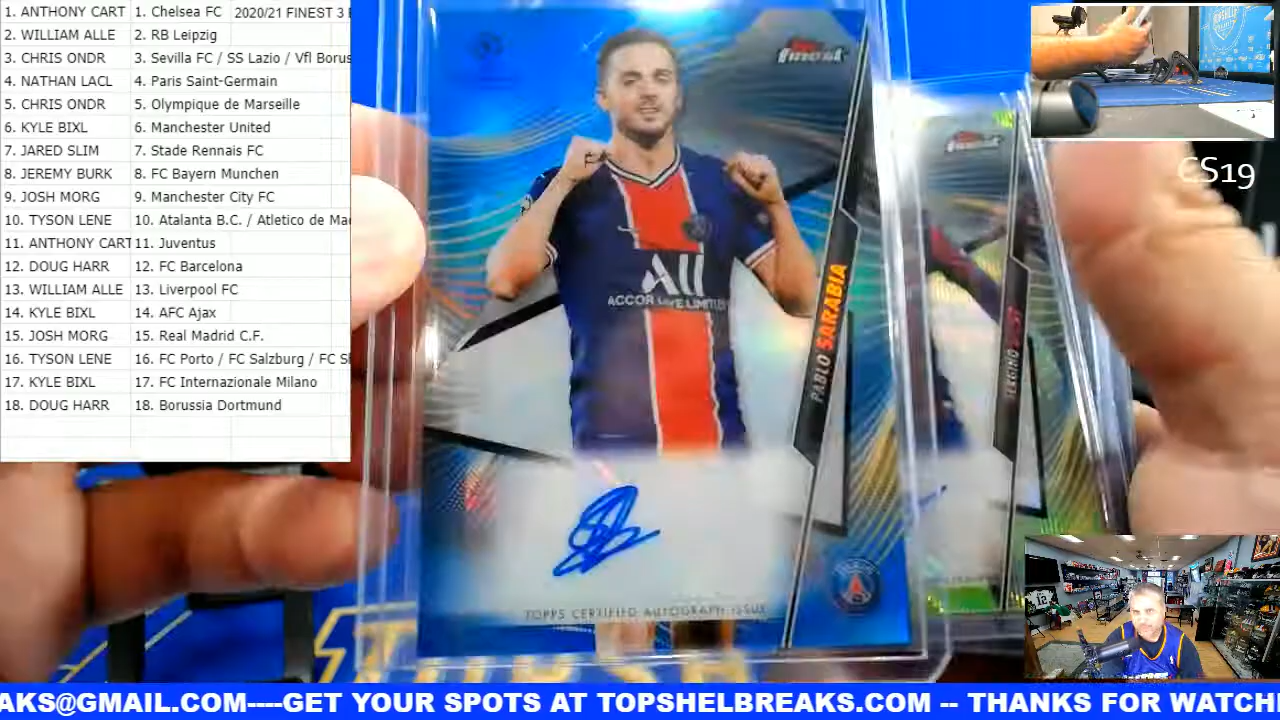 1. ANTHONY CART 1. Chelsea FC 2020/21 FINEST 3
2. WILLIAM ALLE 2. RB Leipzig
3. CHRIS ONDR 3. Sevilla FC / SS Lazio / Vfl Borus
4. NATHAN LACL 4. Paris Saint-Germain
5. CHRIS ONDR 5. Olympique de Marseille
6. KYLE BIXL 6. Manchester United
7. JARED SLIM 7. Stade Rennais FC
8. JEREMY BURK 8. FC Bayern Munchen
9. JOSH MORG 9. Manchester City FC
10. TYSON LENE 10. Atalanta B.C. / Atletico de Ma
11. ANTHONY CART 11. Juventus
12. DOUG HARR 12. FC Barcelona
13. WILLIAM ALLE 13. Liverpool FC
14. KYLE BIXL 14. AFC Ajax
15. JOSH MORG 15. Real Madrid C.F.
16. TYSON LENE 16. FC Porto / FC Salzburg / FC S
17. KYLE BIXL 17. FC Internazionale Milano
18. DOUG HARR 18. Borussia Dortmund
finest
All
ACCOR LIVE LIMITLESS
PABLO SARABIA
TOPPS CERTIFIED AUTOGRAPH ISSUE
finest
SERGINO
CS19
AKS@GMAIL.COM----GET YOUR SPOTS AT TOPSHELBREAKS.COM -- THANKS FOR WATCHI